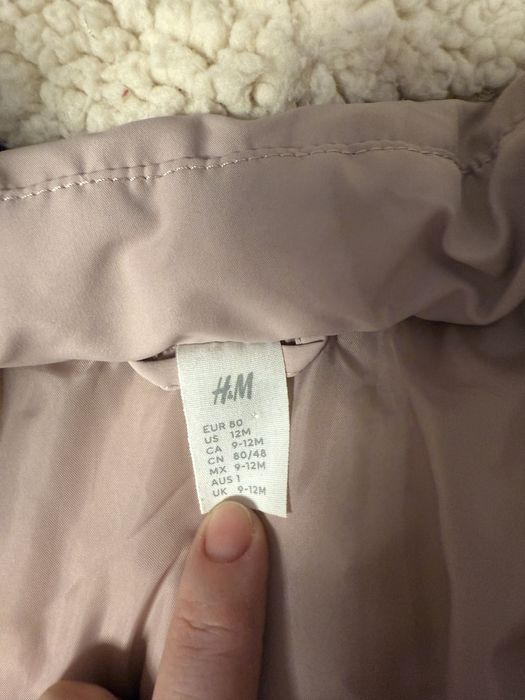 H&M
EUR 80
US 12M
CA 9-12M
CN 80/48
MX 9-12M
AUS 1
UK 9-12M